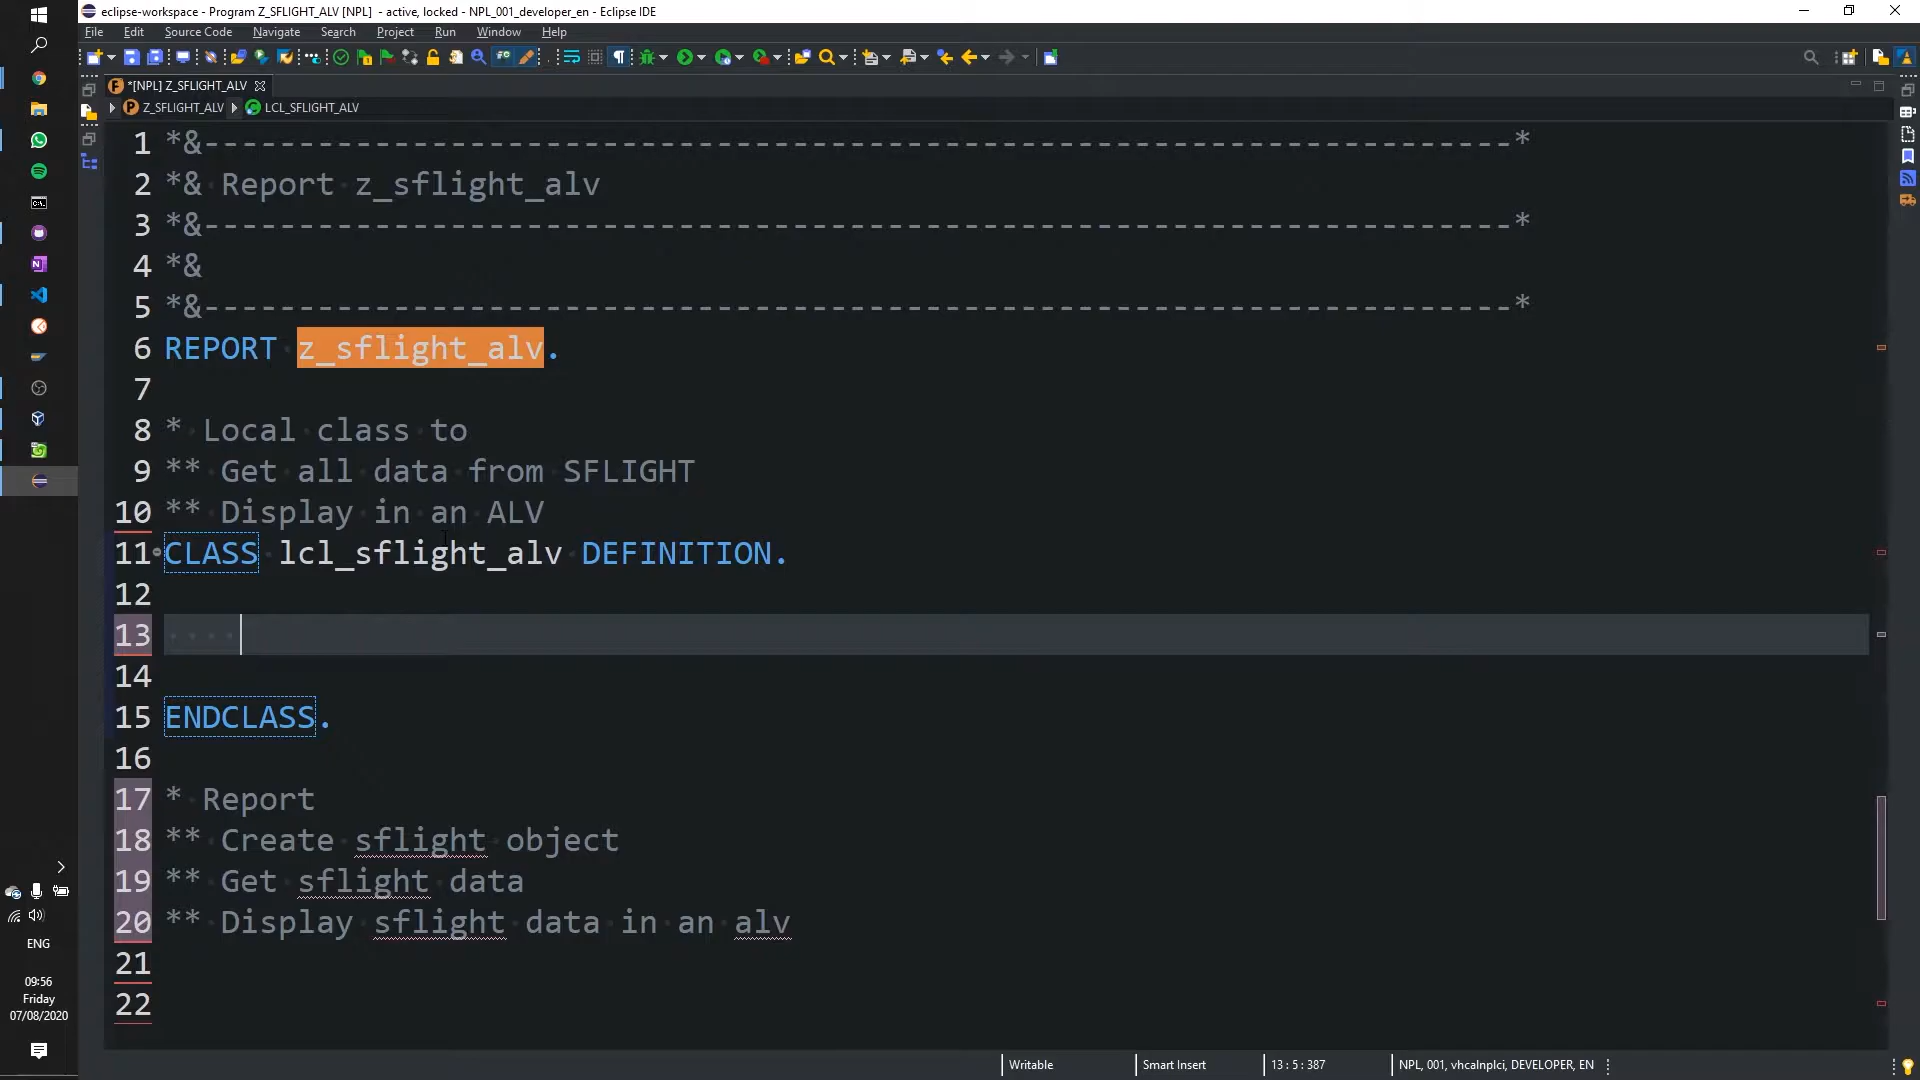 eclipse-workspace - Program Z_SFLIGHT_ALV [NPL] - active, locked - NPL_001_developer_en - Eclipse IDE
File Edit Source Code Navigate Search Project Run Window Help
*[NPL] Z_SFLIGHT_ALV
Z_SFLIGHT_ALV LCL_SFLIGHT_ALV
1 *&---------------------------------------------------------------------*
2 *& Report z_sflight_alv
3 *&---------------------------------------------------------------------*
4 *&
5 *&---------------------------------------------------------------------*
6 REPORT z_sflight_alv.
7
8 * Local class to
9 ** Get all data from SFLIGHT
10 ** Display in an ALV
11 CLASS lcl_sflight_alv DEFINITION.
12
13
14
15 ENDCLASS.
16
17 * Report
18 ** Create sflight object
19 ** Get sflight data
20 ** Display sflight data in an alv
21
22
ENG
09:56
Friday
07/08/2020
Writable Smart Insert 13 : 5 : 387 NPL, 001, vhcalnplci, DEVELOPER, EN